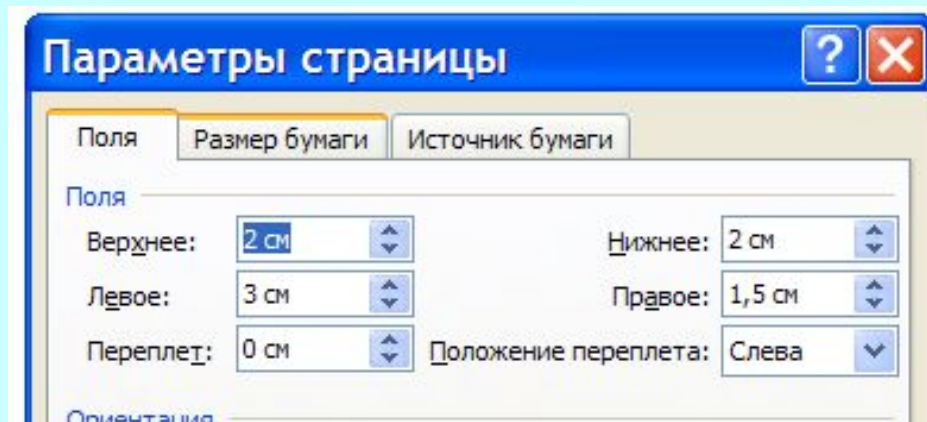 Параметры страницы ?
Поля Размер бумаги Источник бумаги
Поля
Верхнее: 2 см Нижнее: 2 см
Левое: 3 см Правое: 1,5 см
Переплет: 0 см Положение переплета: Слева
Ориентация